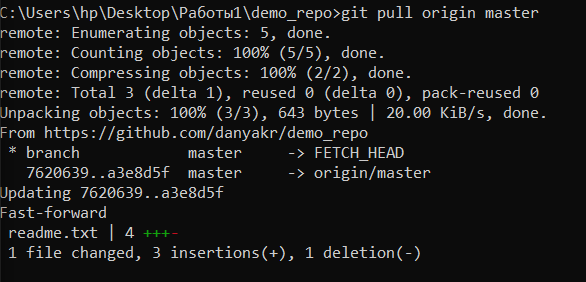 C:\Users\hp\Desktop\Работы1\demo_repo>git pull origin master
remote: Enumerating objects: 5, done.
remote: Counting objects: 100% (5/5), done.
remote: Compressing objects: 100% (2/2), done.
remote: Total 3 (delta 1), reused 0 (delta 0), pack-reused 0
Unpacking objects: 100% (3/3), 643 bytes | 20.00 KiB/s, done.
From https://github.com/danyakr/demo_repo
 * branch            master     -> FETCH_HEAD
   7620639..a3e8d5f  master     -> origin/master
Updating 7620639..a3e8d5f
Fast-forward
 readme.txt | 4 +++-
 1 file changed, 3 insertions(+), 1 deletion(-)